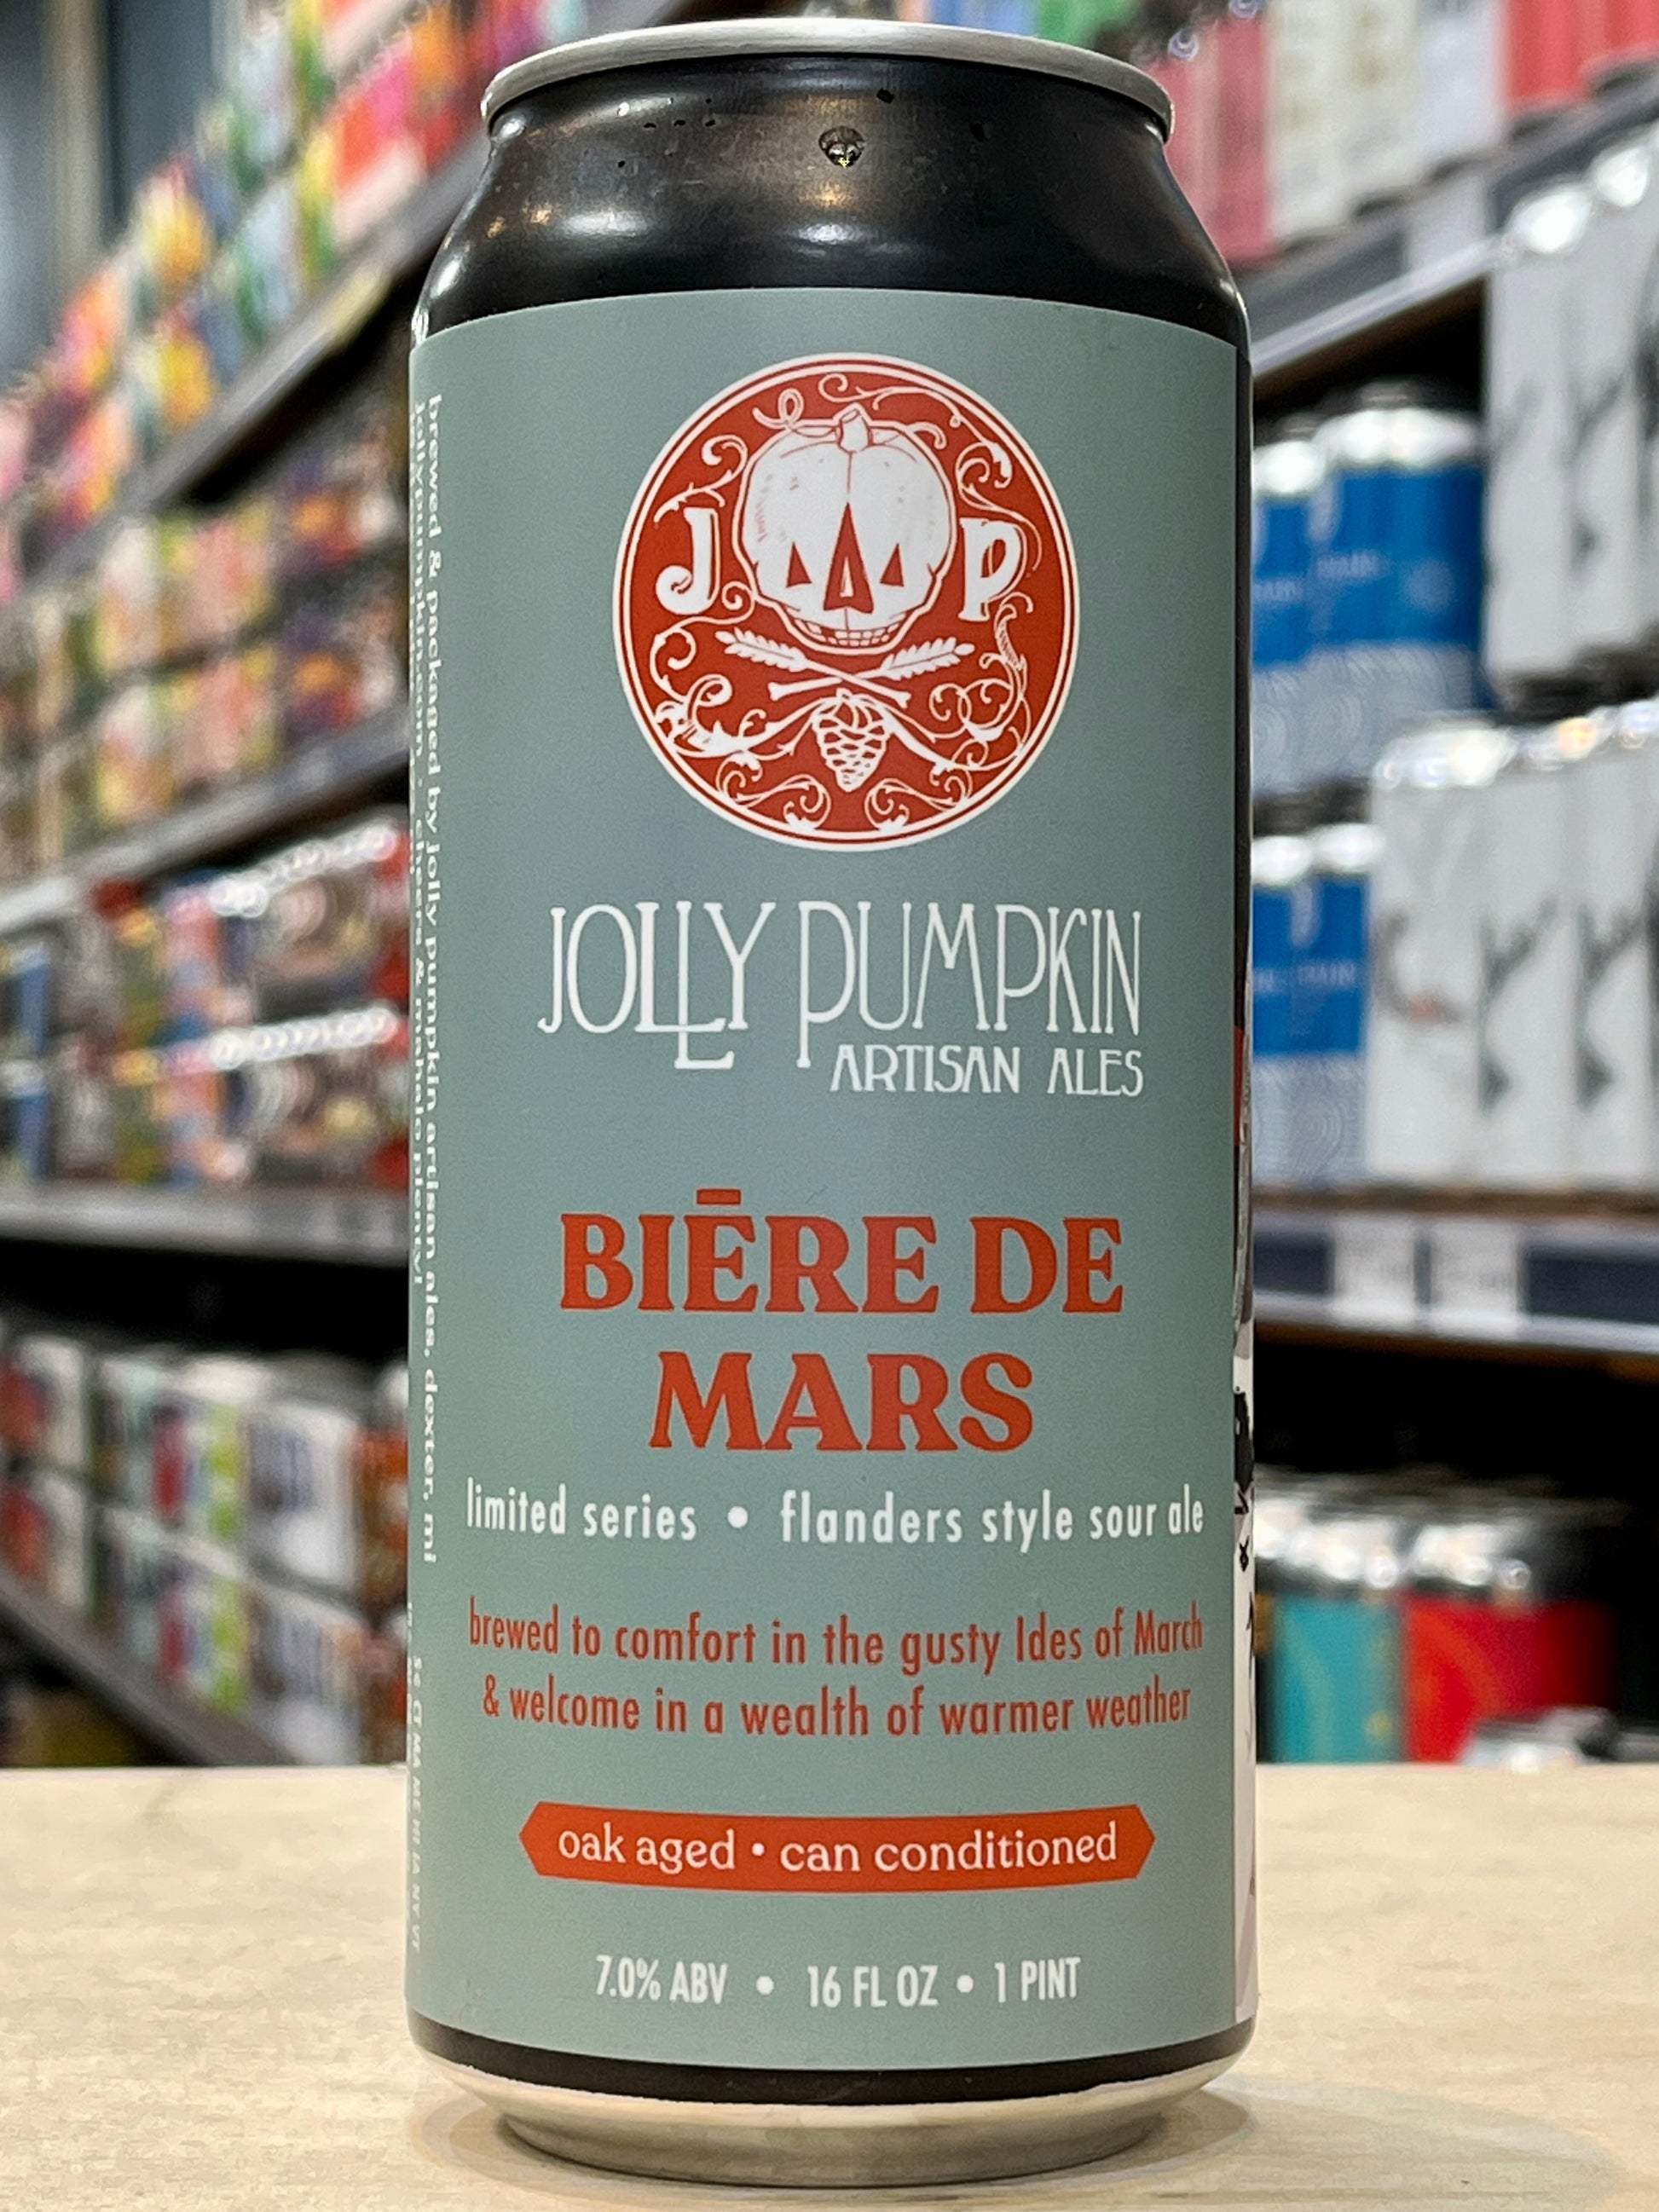 J P
JOLLY PUMPKIN
ARTISAN ALES
BIĒRE DE
MARS
limited series • flanders style sour ale
brewed to comfort in the gusty Ides of March
& welcome in a wealth of warmer weather
oak aged • can conditioned
7.0% ABV • 16 FL OZ • 1 PINT
brewed & packaged by jolly pumpkin artisan ales, dexter, mi